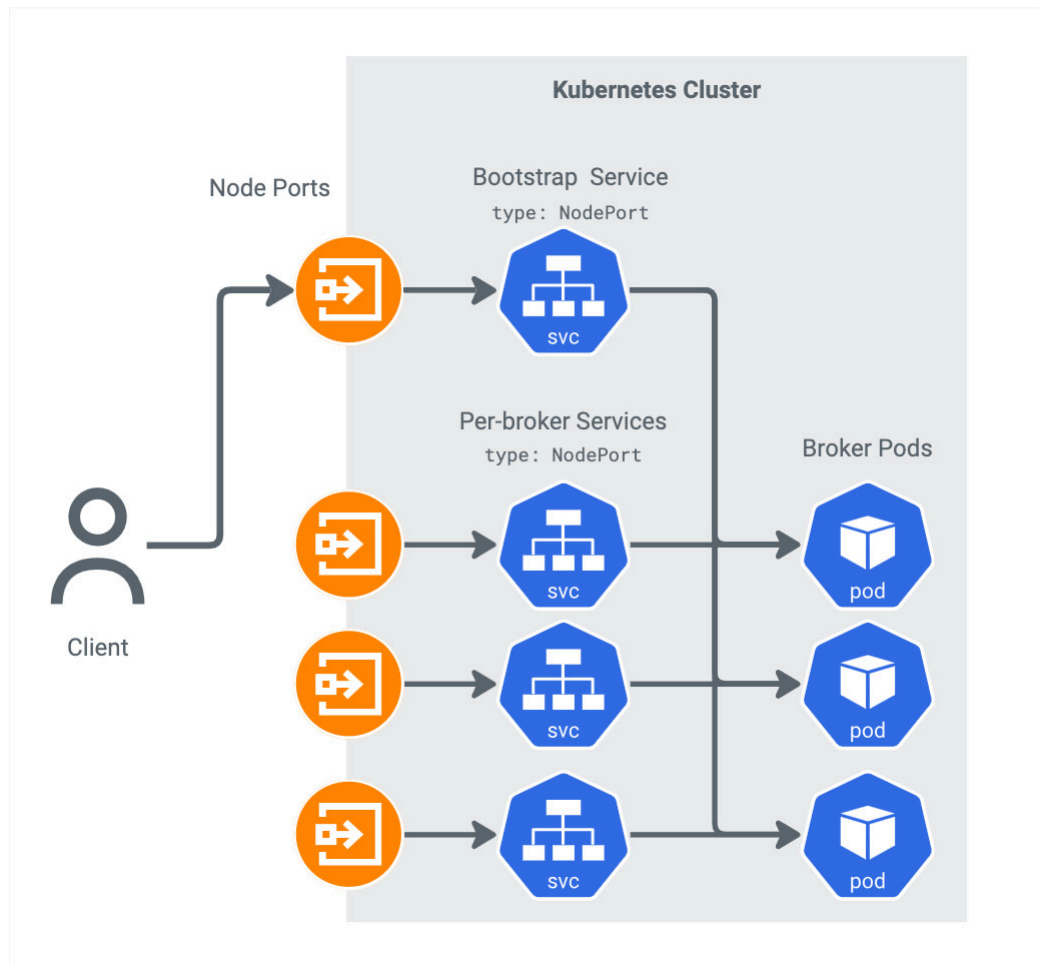 Kubernetes Cluster
Node Ports
Bootstrap Service
type: NodePort
svc
Per-broker Services
type: NodePort
Broker Pods
svc
pod
Client
svc
pod
svc
pod